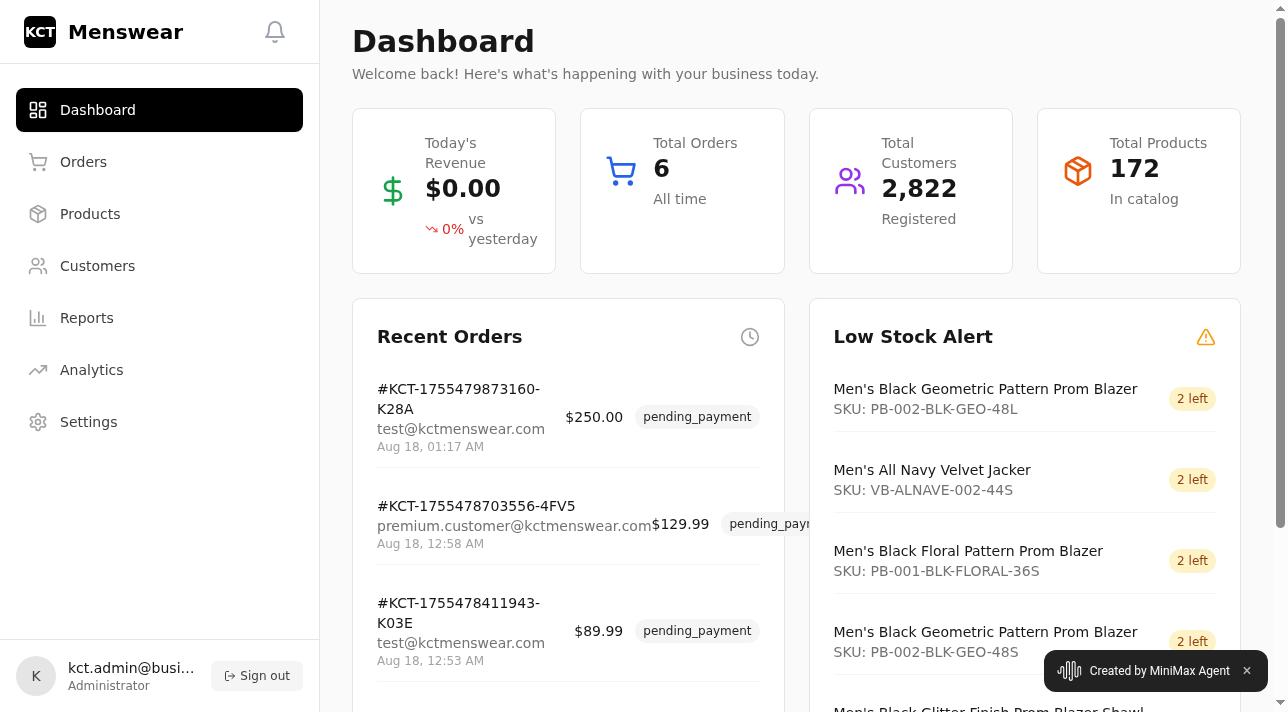 KCT Menswear
Dashboard
Orders
Products
Customers
Reports
Analytics
Settings
K
kct.admin@busi...
Administrator
Sign out
Dashboard
Welcome back! Here's what's happening with your business today.
Today's
Revenue
$0.00
0% vs
yesterday
Total Orders
6
All time
Total
Customers
2,822
Registered
Total Products
172
In catalog
Recent Orders
#KCT-1755479873160-
K28A
test@kctmenswear.com
Aug 18, 01:17 AM
$250.00 pending_payment
#KCT-1755478703556-4FV5
premium.customer@kctmenswear.com
Aug 18, 12:58 AM
$129.99 pending_payr
#KCT-1755478411943-
K03E
test@kctmenswear.com
Aug 18, 12:53 AM
$89.99 pending_payment
Low Stock Alert
Men's Black Geometric Pattern Prom Blazer
SKU: PB-002-BLK-GEO-48L
2 left
Men's All Navy Velvet Jacker
SKU: VB-ALNAVE-002-44S
2 left
Men's Black Floral Pattern Prom Blazer
SKU: PB-001-BLK-FLORAL-36S
2 left
Men's Black Geometric Pattern Prom Blazer
SKU: PB-002-BLK-GEO-48S
2 left
Men's Black Glitter Finish Prom Blazer Shawl
Created by MiniMax Agent ×